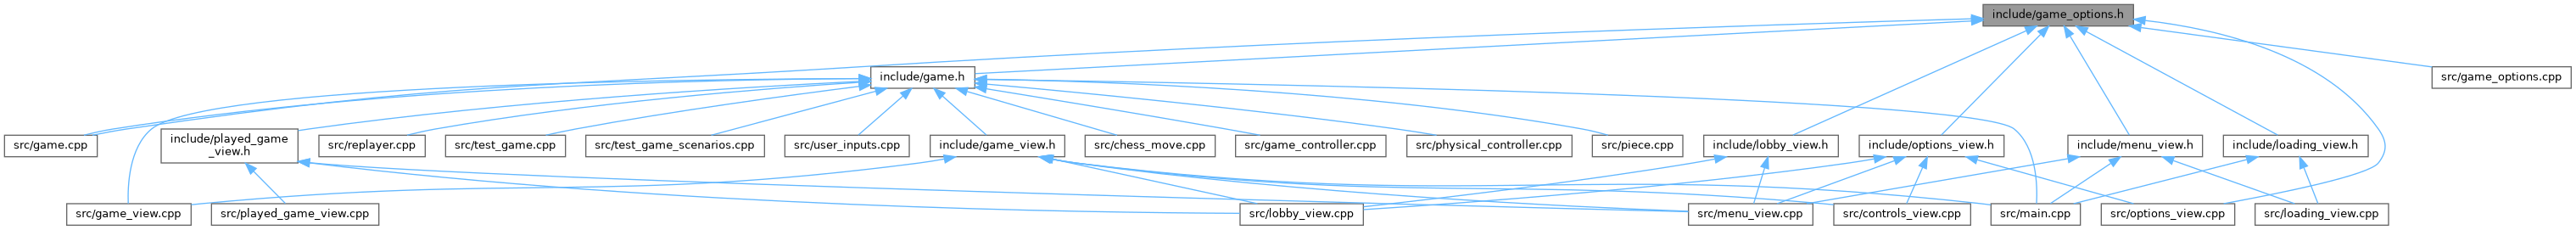 include/game_options.h
include/game.h
src/game_options.cpp
src/game.cpp
include/played_game
_view.h
src/replayer.cpp
src/test_game.cpp
src/test_game_scenarios.cpp
src/user_inputs.cpp
include/game_view.h
src/chess_move.cpp
src/game_controller.cpp
src/physical_controller.cpp
src/piece.cpp
include/lobby_view.h
include/options_view.h
include/menu_view.h
include/loading_view.h
src/game_view.cpp
src/played_game_view.cpp
src/lobby_view.cpp
src/menu_view.cpp
src/controls_view.cpp
src/main.cpp
src/options_view.cpp
src/loading_view.cpp